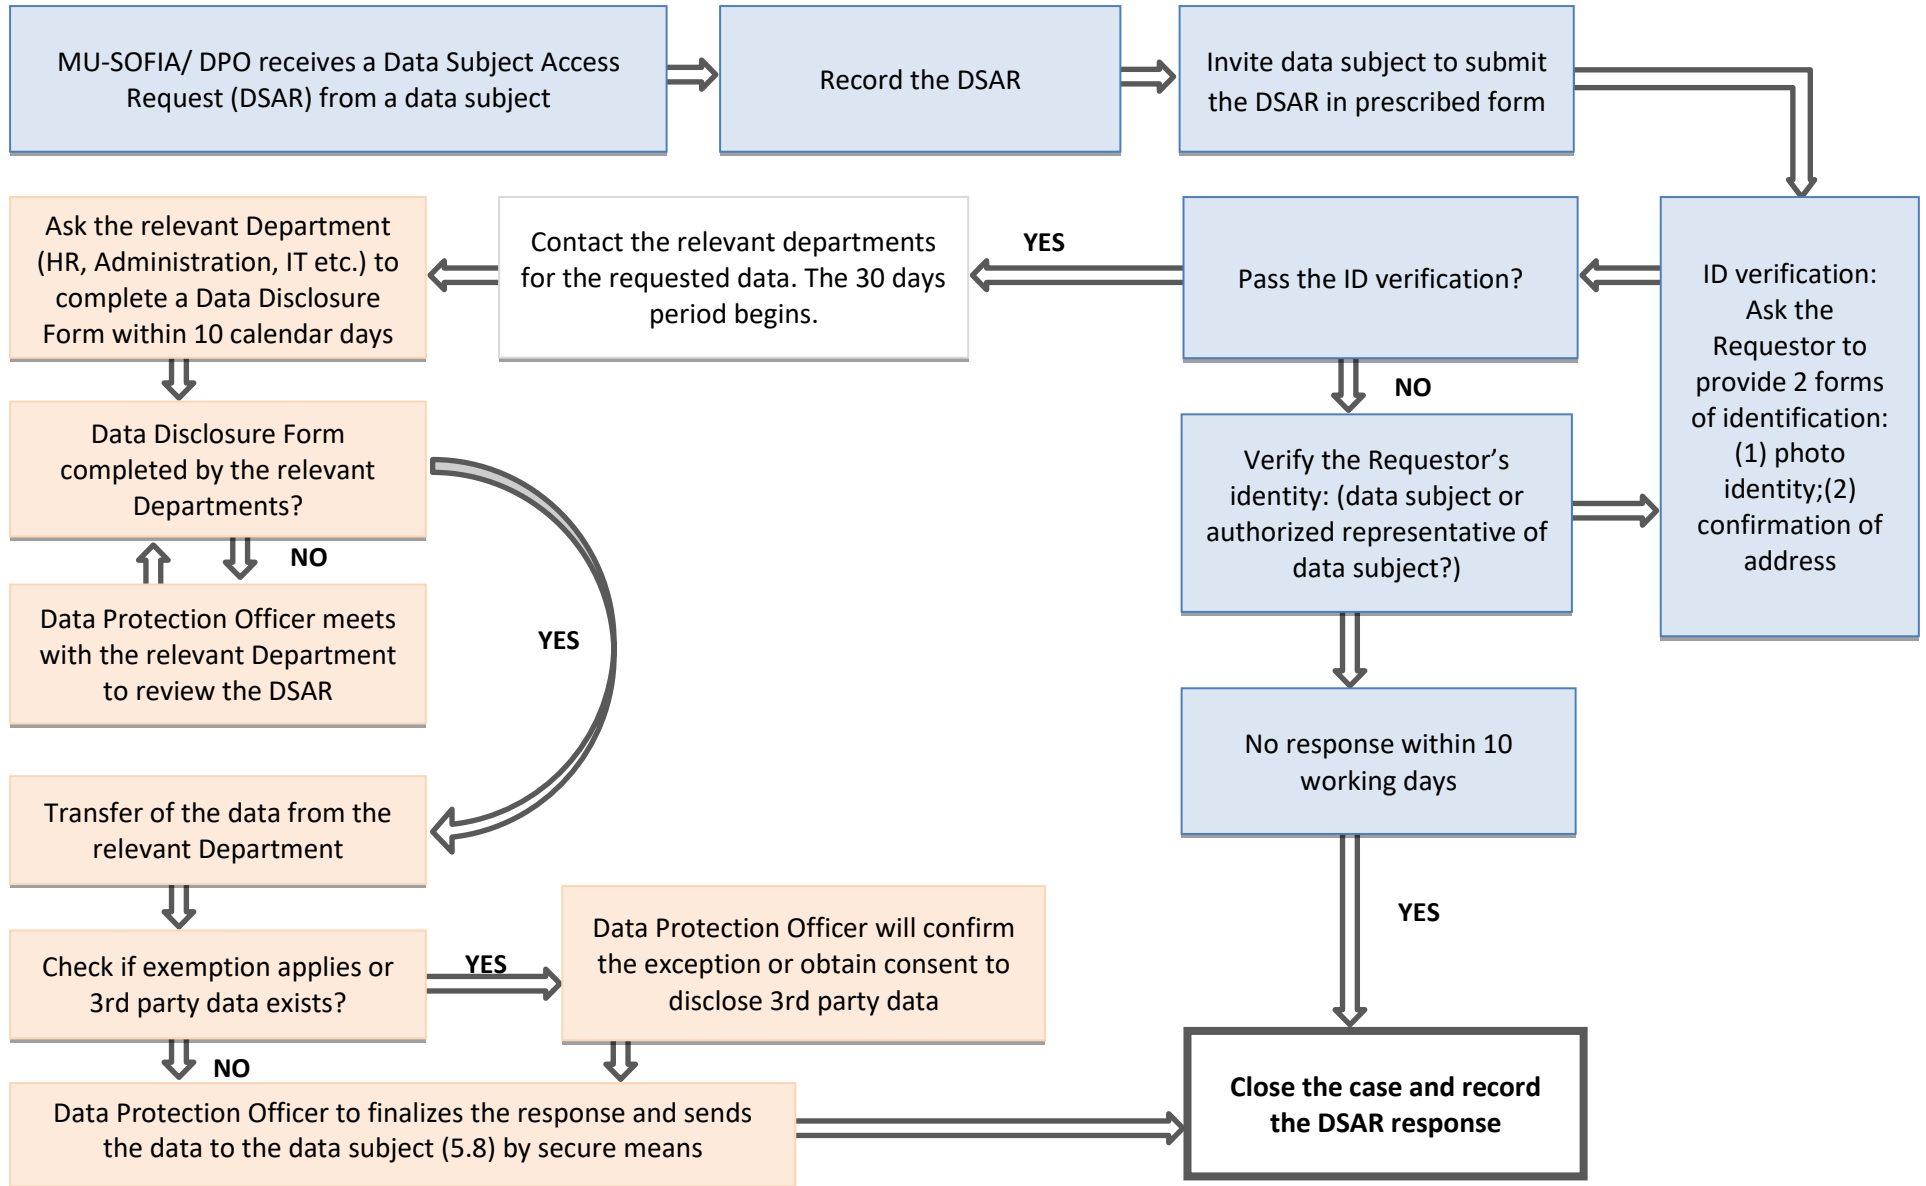 MU-SOFIA/ DPO receives a Data Subject Access
Request (DSAR) from a data subject
Record the DSAR
Invite data subject to submit
the DSAR in prescribed form
Ask the relevant Department
(HR, Administration, IT etc.) to
complete a Data Disclosure
Form within 10 calendar days
Contact the relevant departments
for the requested data. The 30 days
period begins.
YES
Pass the ID verification?
ID verification:
Ask the
Requestor to
provide 2 forms
of identification:
(1) photo
identity;(2)
confirmation of
address
NO
Data Disclosure Form
completed by the relevant
Departments?
Verify the Requestor’s
identity: (data subject or
authorized representative of
data subject?)
NO
Data Protection Officer meets
with the relevant Department
to review the DSAR
YES
No response within 10
working days
Transfer of the data from the
relevant Department
YES
Check if exemption applies or
3rd party data exists?
YES
Data Protection Officer will confirm
the exception or obtain consent to
disclose 3rd party data
NO
Data Protection Officer to finalizes the response and sends
the data to the data subject (5.8) by secure means
Close the case and record
the DSAR response